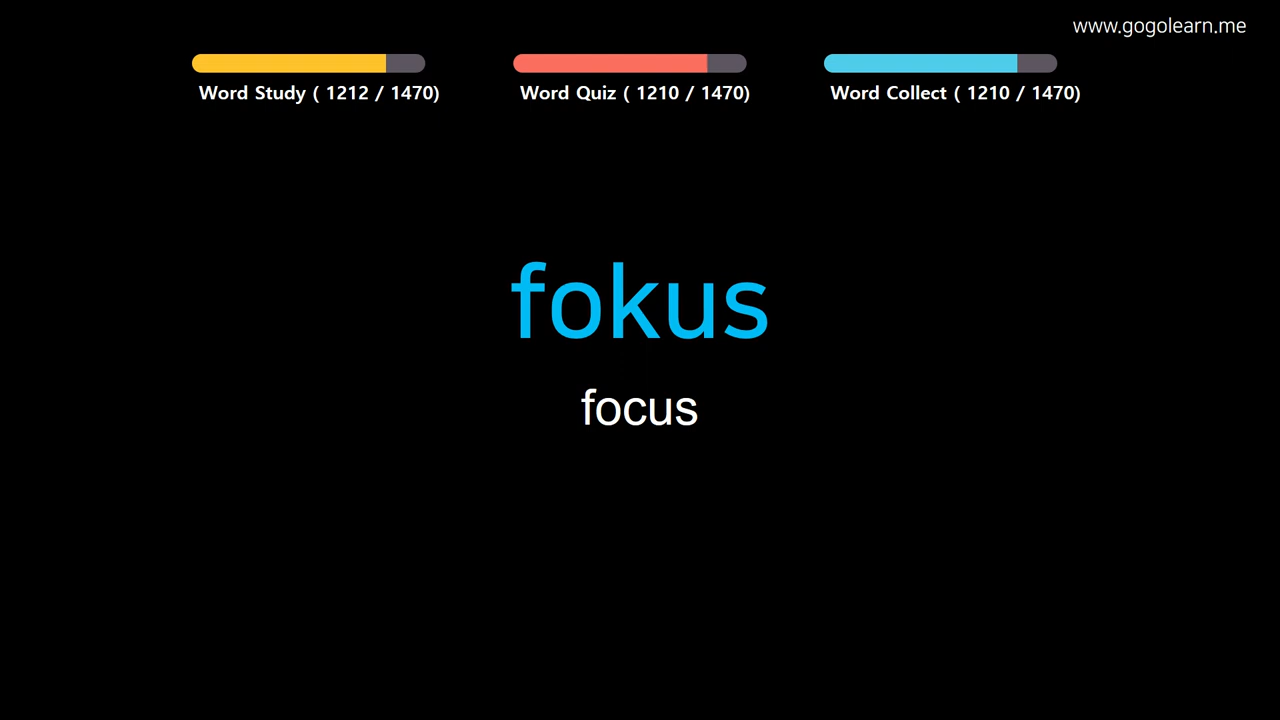 www.gogolearn.me
Word Study ( 1212 / 1470)
Word Quiz ( 1210 / 1470)
Word Collect ( 1210 / 1470)
fokus
focus